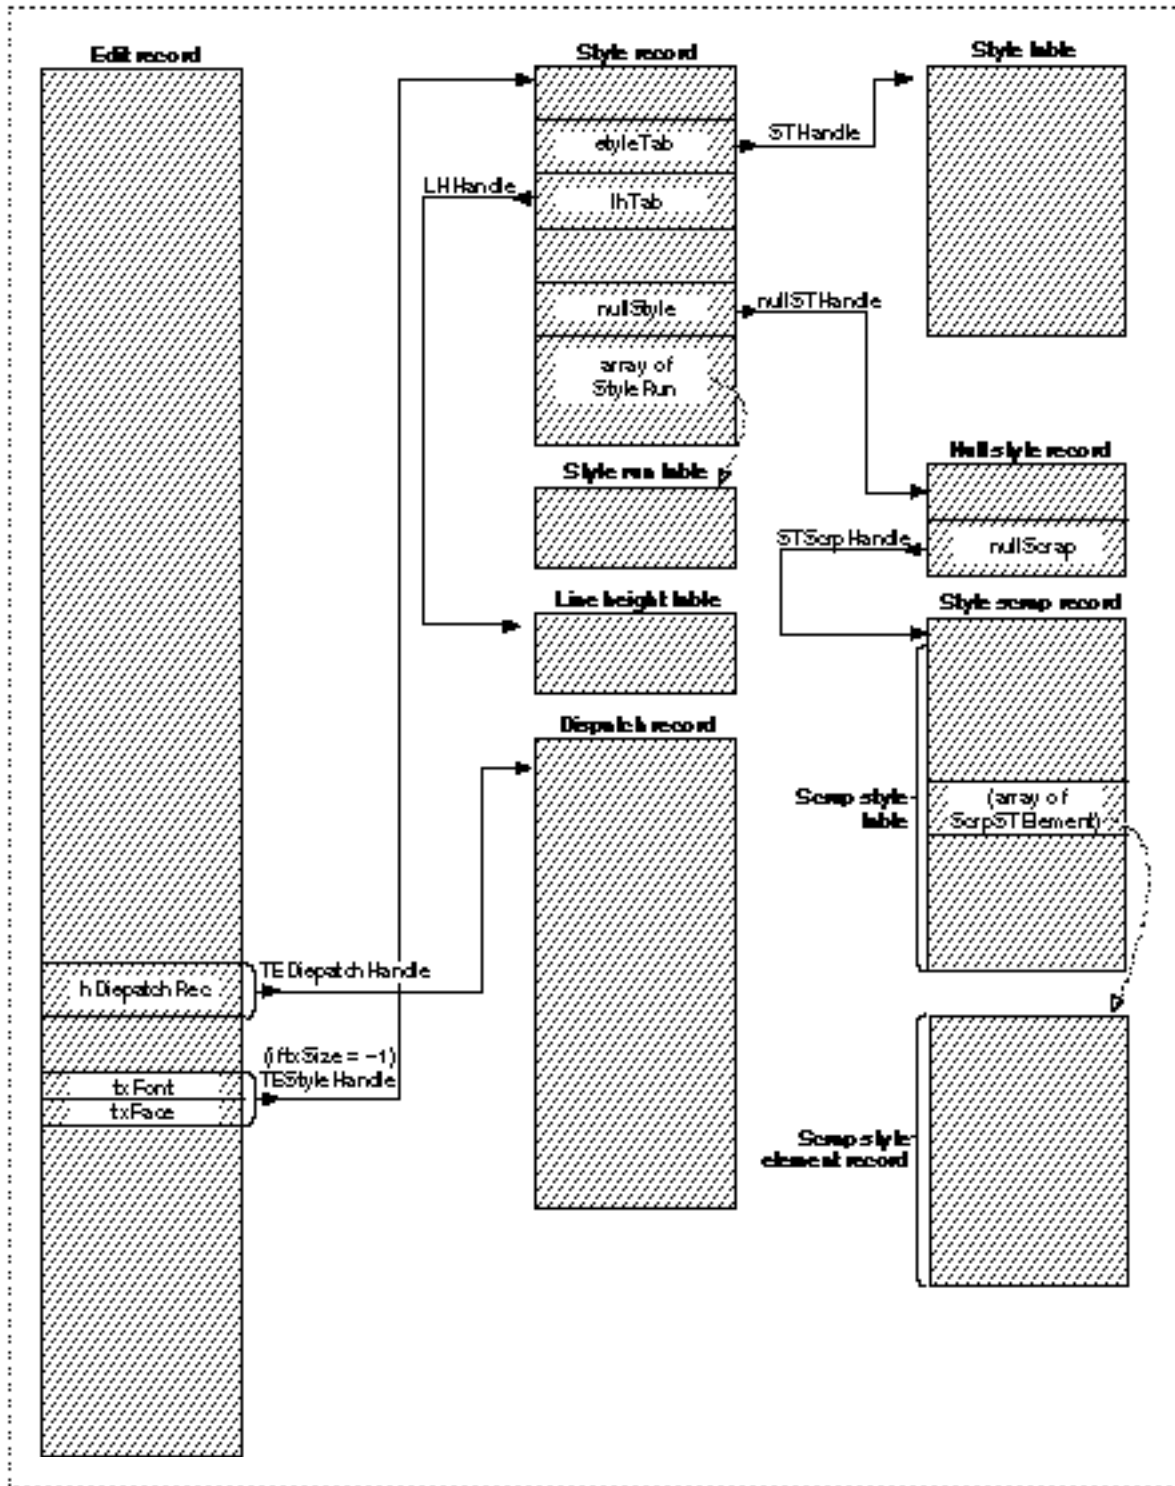 Edit record
Style record
Style table
styleTab
STHandle
LHHandle
lhTab
nullStyle
nullSTHandle
array of
StyleRun
Null style record
Style run table
STScrpHandle
nullScrap
Line height table
Style scrap record
Dispatch record
Scrap style
table
(array of
ScrpSTElement)
TEDispatchHandle
hDispatchRec
(if txSize = –1)
TEStyleHandle
txFont
txFace
Scrap style
element record